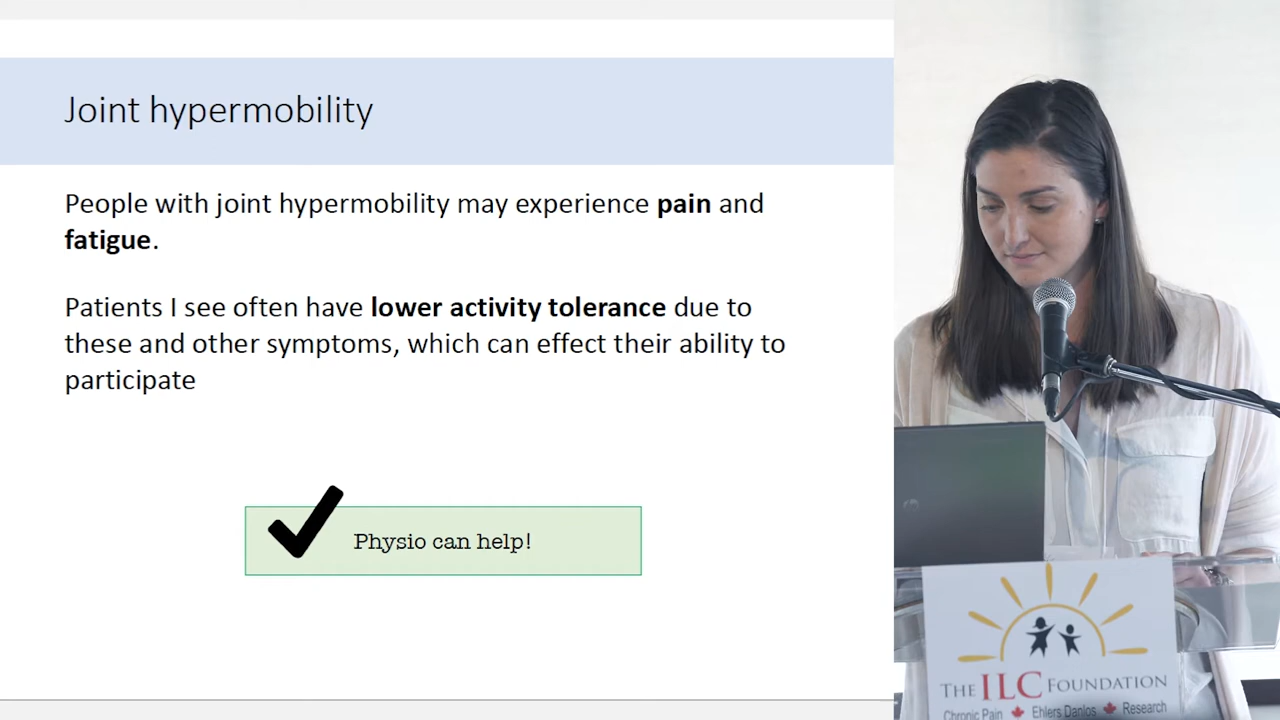 Joint hypermobility
People with joint hypermobility may experience pain and
fatigue.
Patients I see often have lower activity tolerance due to
these and other symptoms, which can effect their ability to
participate
Physio can help!
THE ILC FOUNDATION
Chronic Pain Ehlers Danlos Research